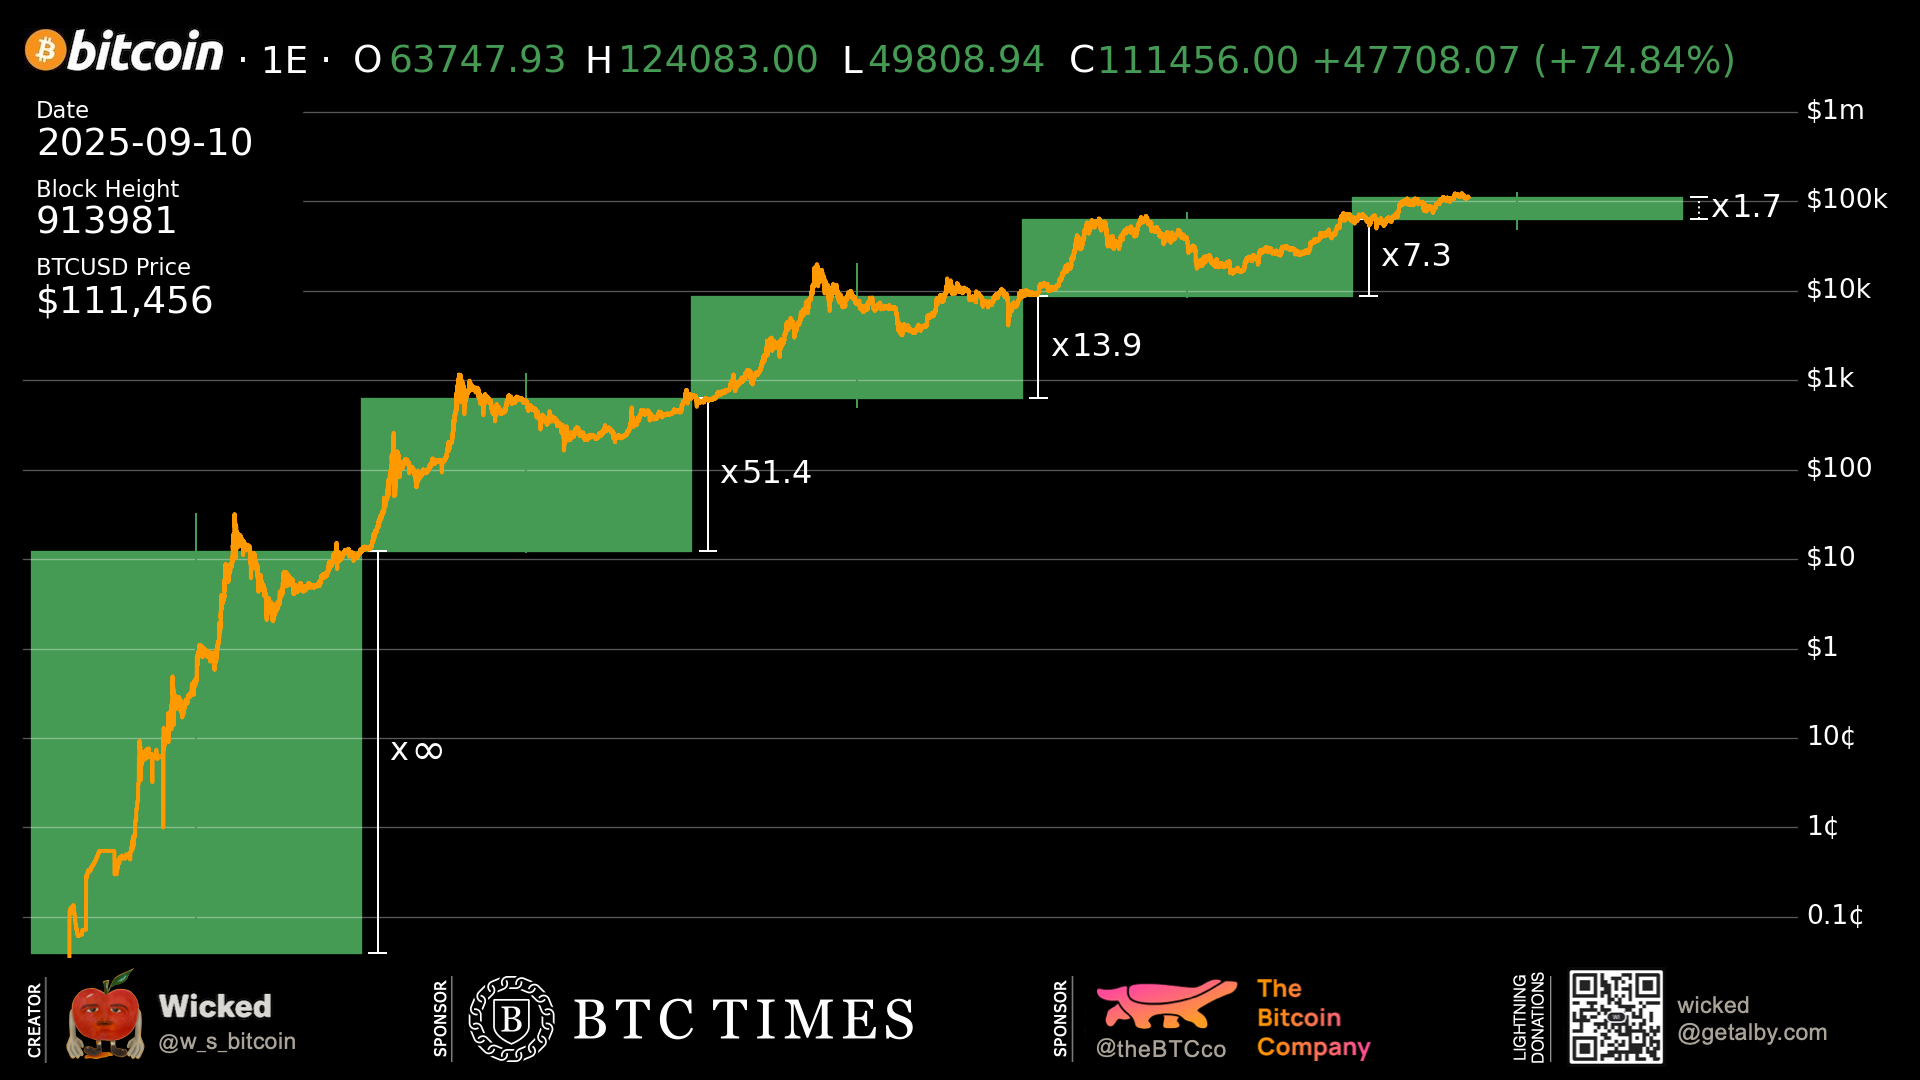 bitcoin · 1E · O 63747.93 H 124083.00 L 49808.94 C 111456.00 +47708.07 (+74.84%)
Date
2025-09-10
Block Height
913981
BTCUSD Price
$111,456
$1m
$100k
$10k
$1k
$100
$10
$1
10¢
1¢
0.1¢
x1.7
x7.3
x13.9
x51.4
x∞
CREATOR
Wicked
@w_s_bitcoin
SPONSOR
B
BTC TIMES
SPONSOR
@theBTCco
The
Bitcoin
Company
LIGHTNING
DONATIONS
wicked
@getalby.com